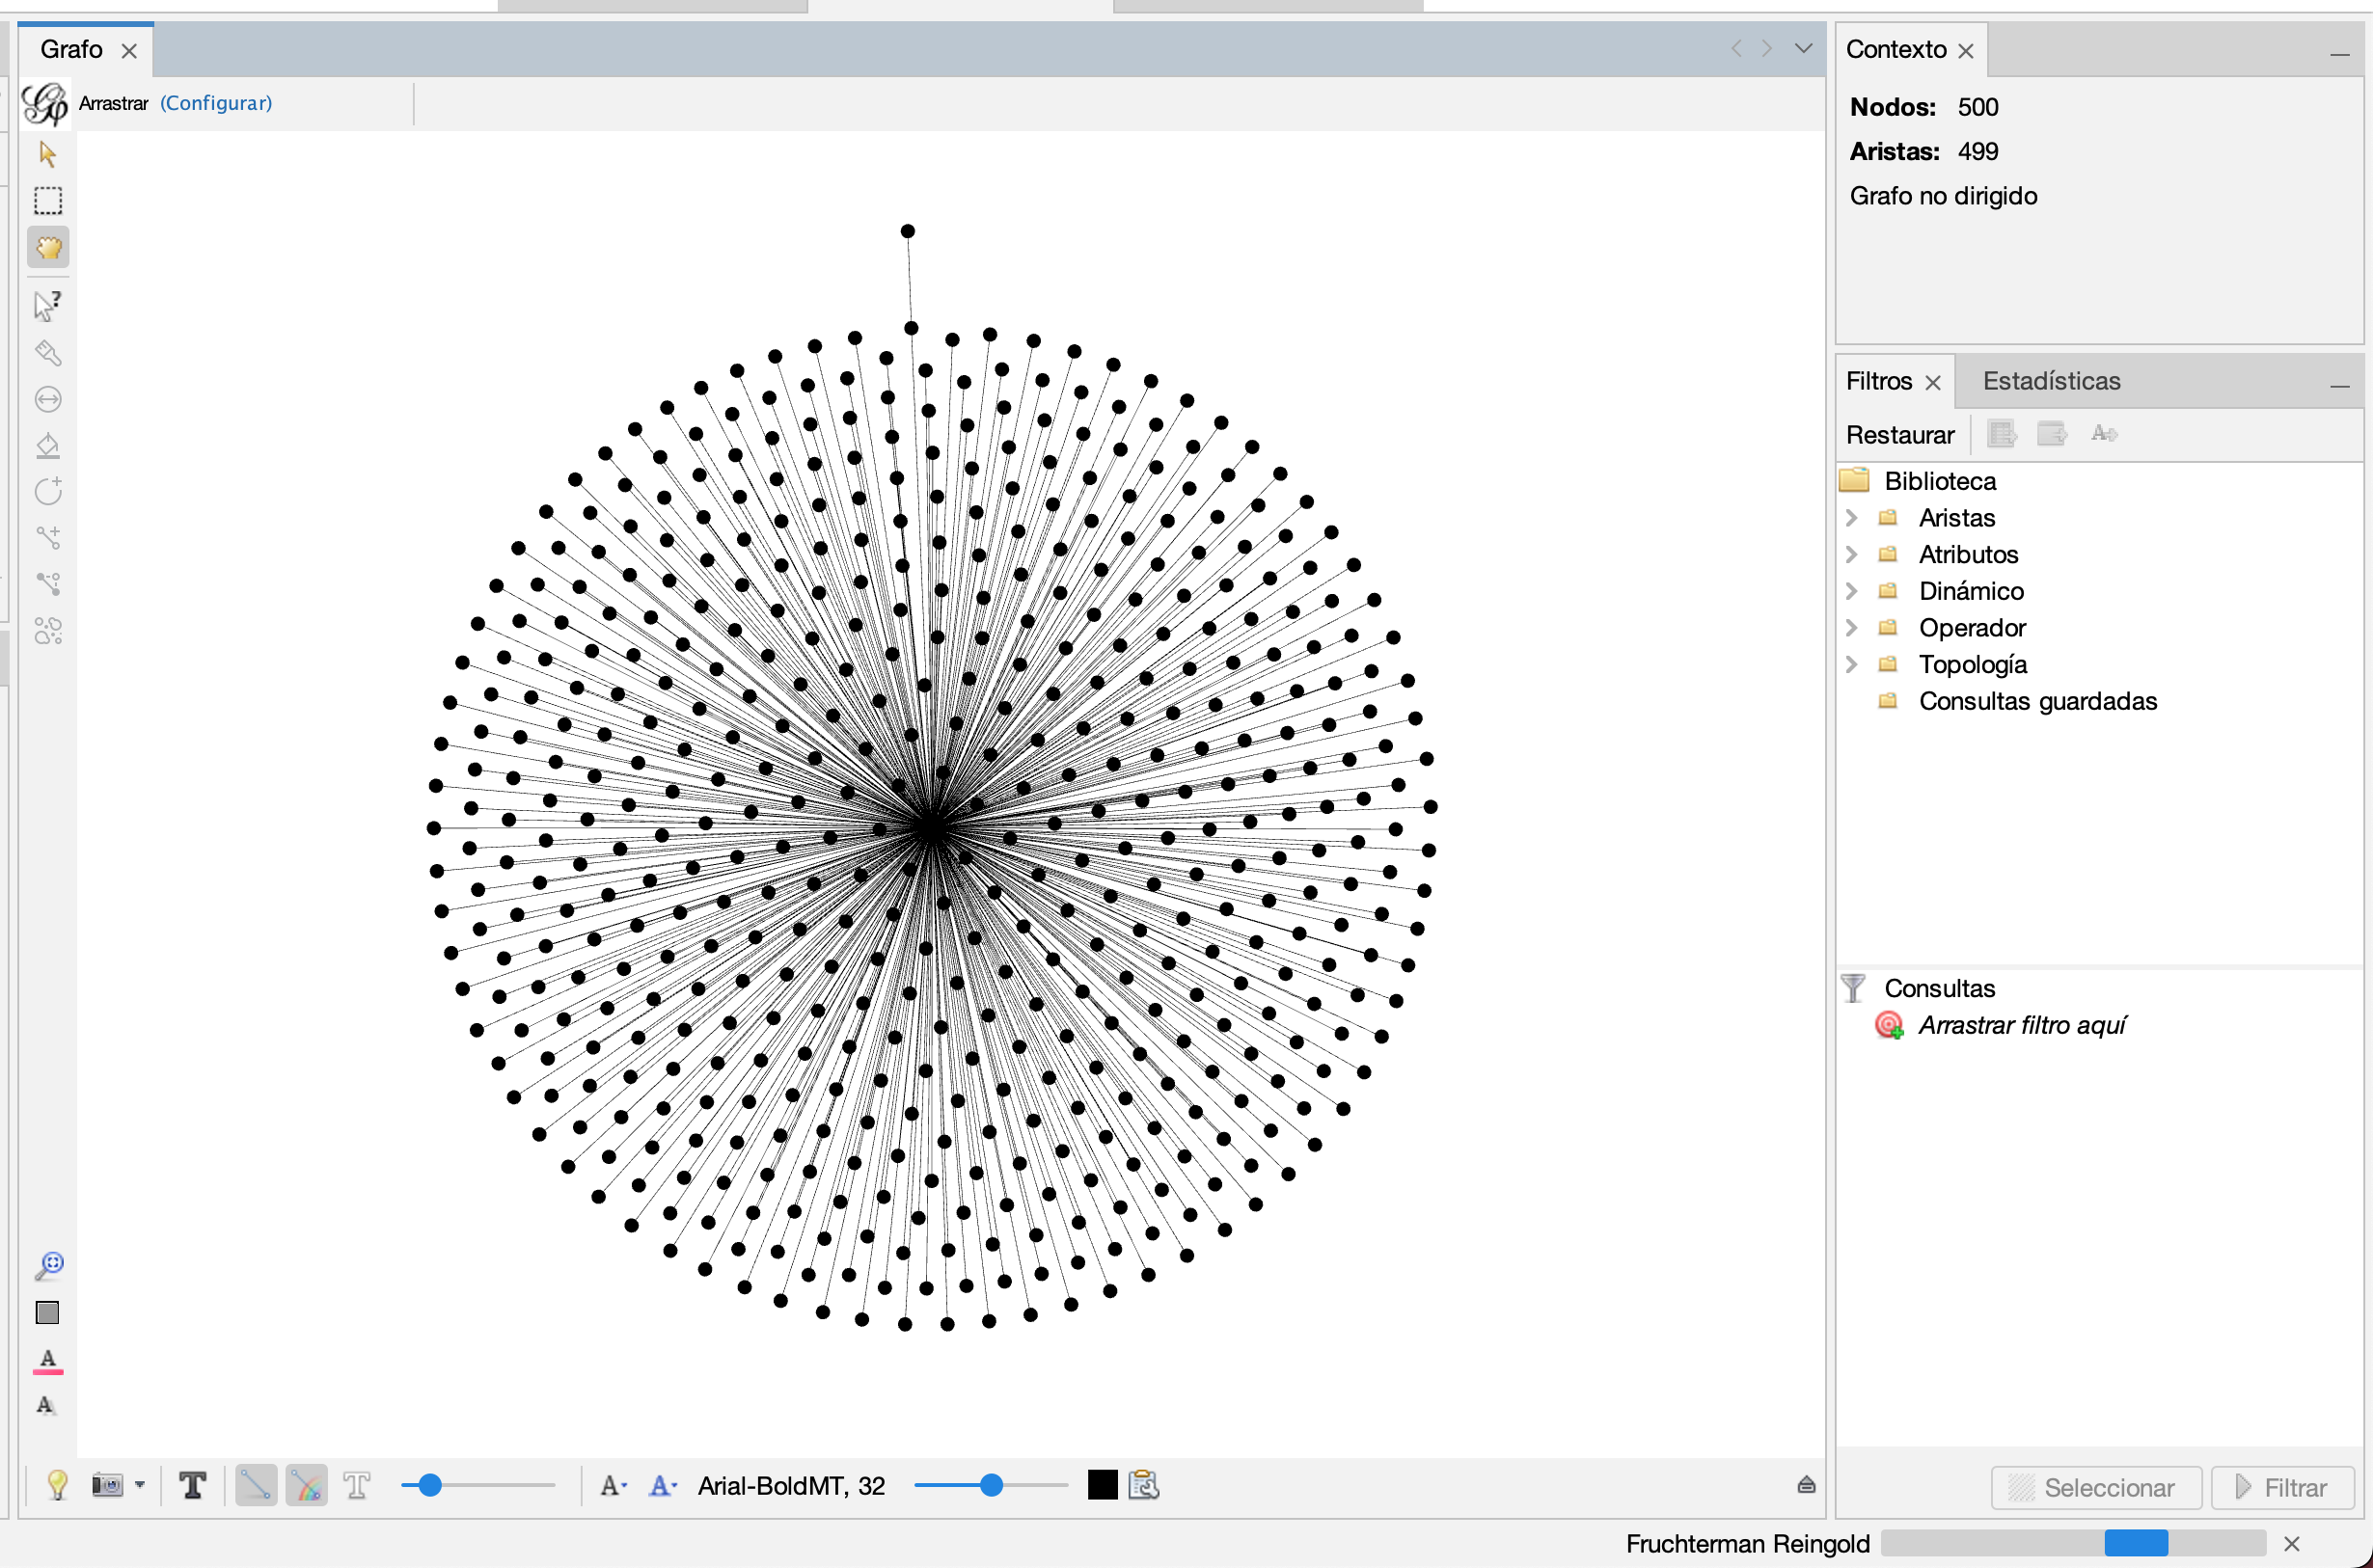 Grafo
Arrastrar (Configurar)
Arial-BoldMT, 32
Contexto
Nodos: 500
Aristas: 499
Grafo no dirigido
Filtros Estadísticas
Restaurar
Biblioteca
Aristas
Atributos
Dinámico
Operador
Topología
Consultas guardadas
Consultas
Arrastrar filtro aquí
Seleccionar Filtrar
Fruchterman Reingold